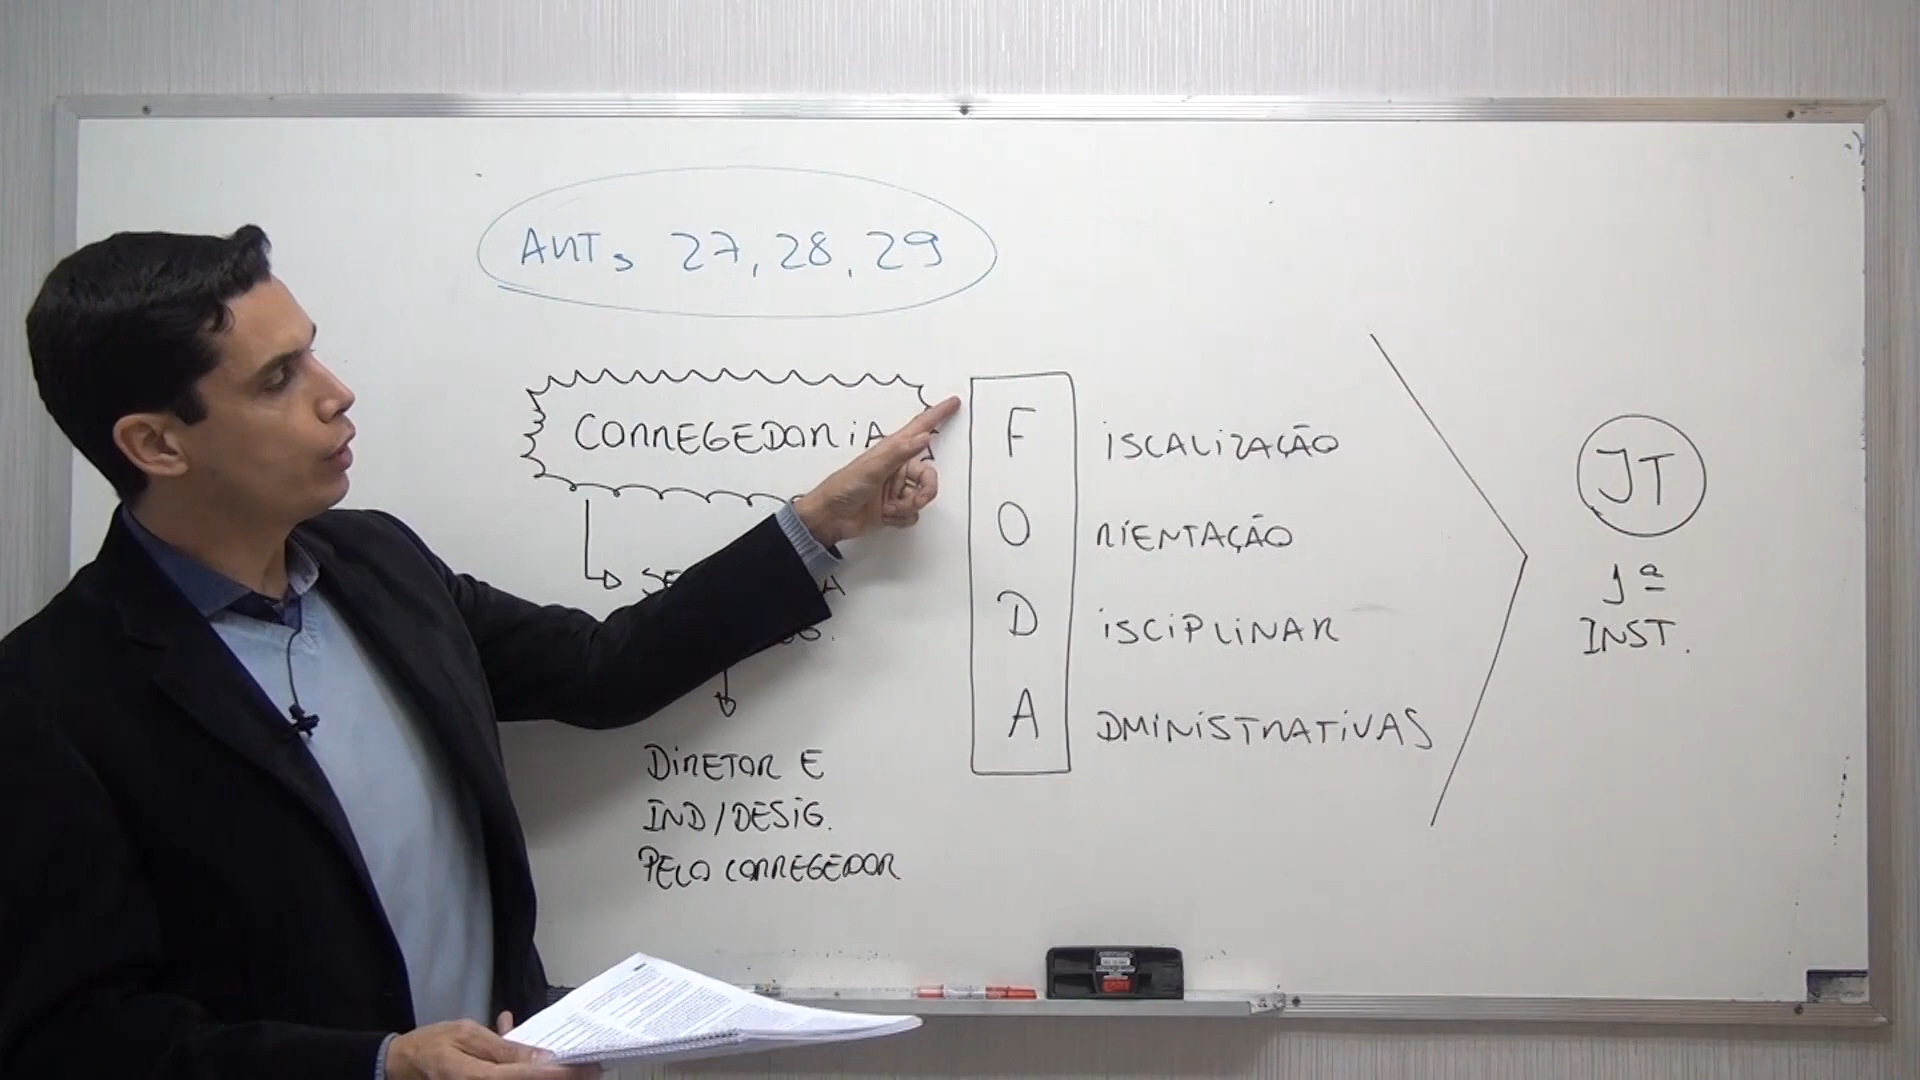 ARTs 27, 28, 29
CORREGEDORIA
F ISCALIZAÇÃO
O RIENTAÇÃO
D ISCIPLINAR
A DMINISTRATIVAS
DIRETOR E
IND/DESIG.
PELO CORREGEDOR
JT
1ª
INST.